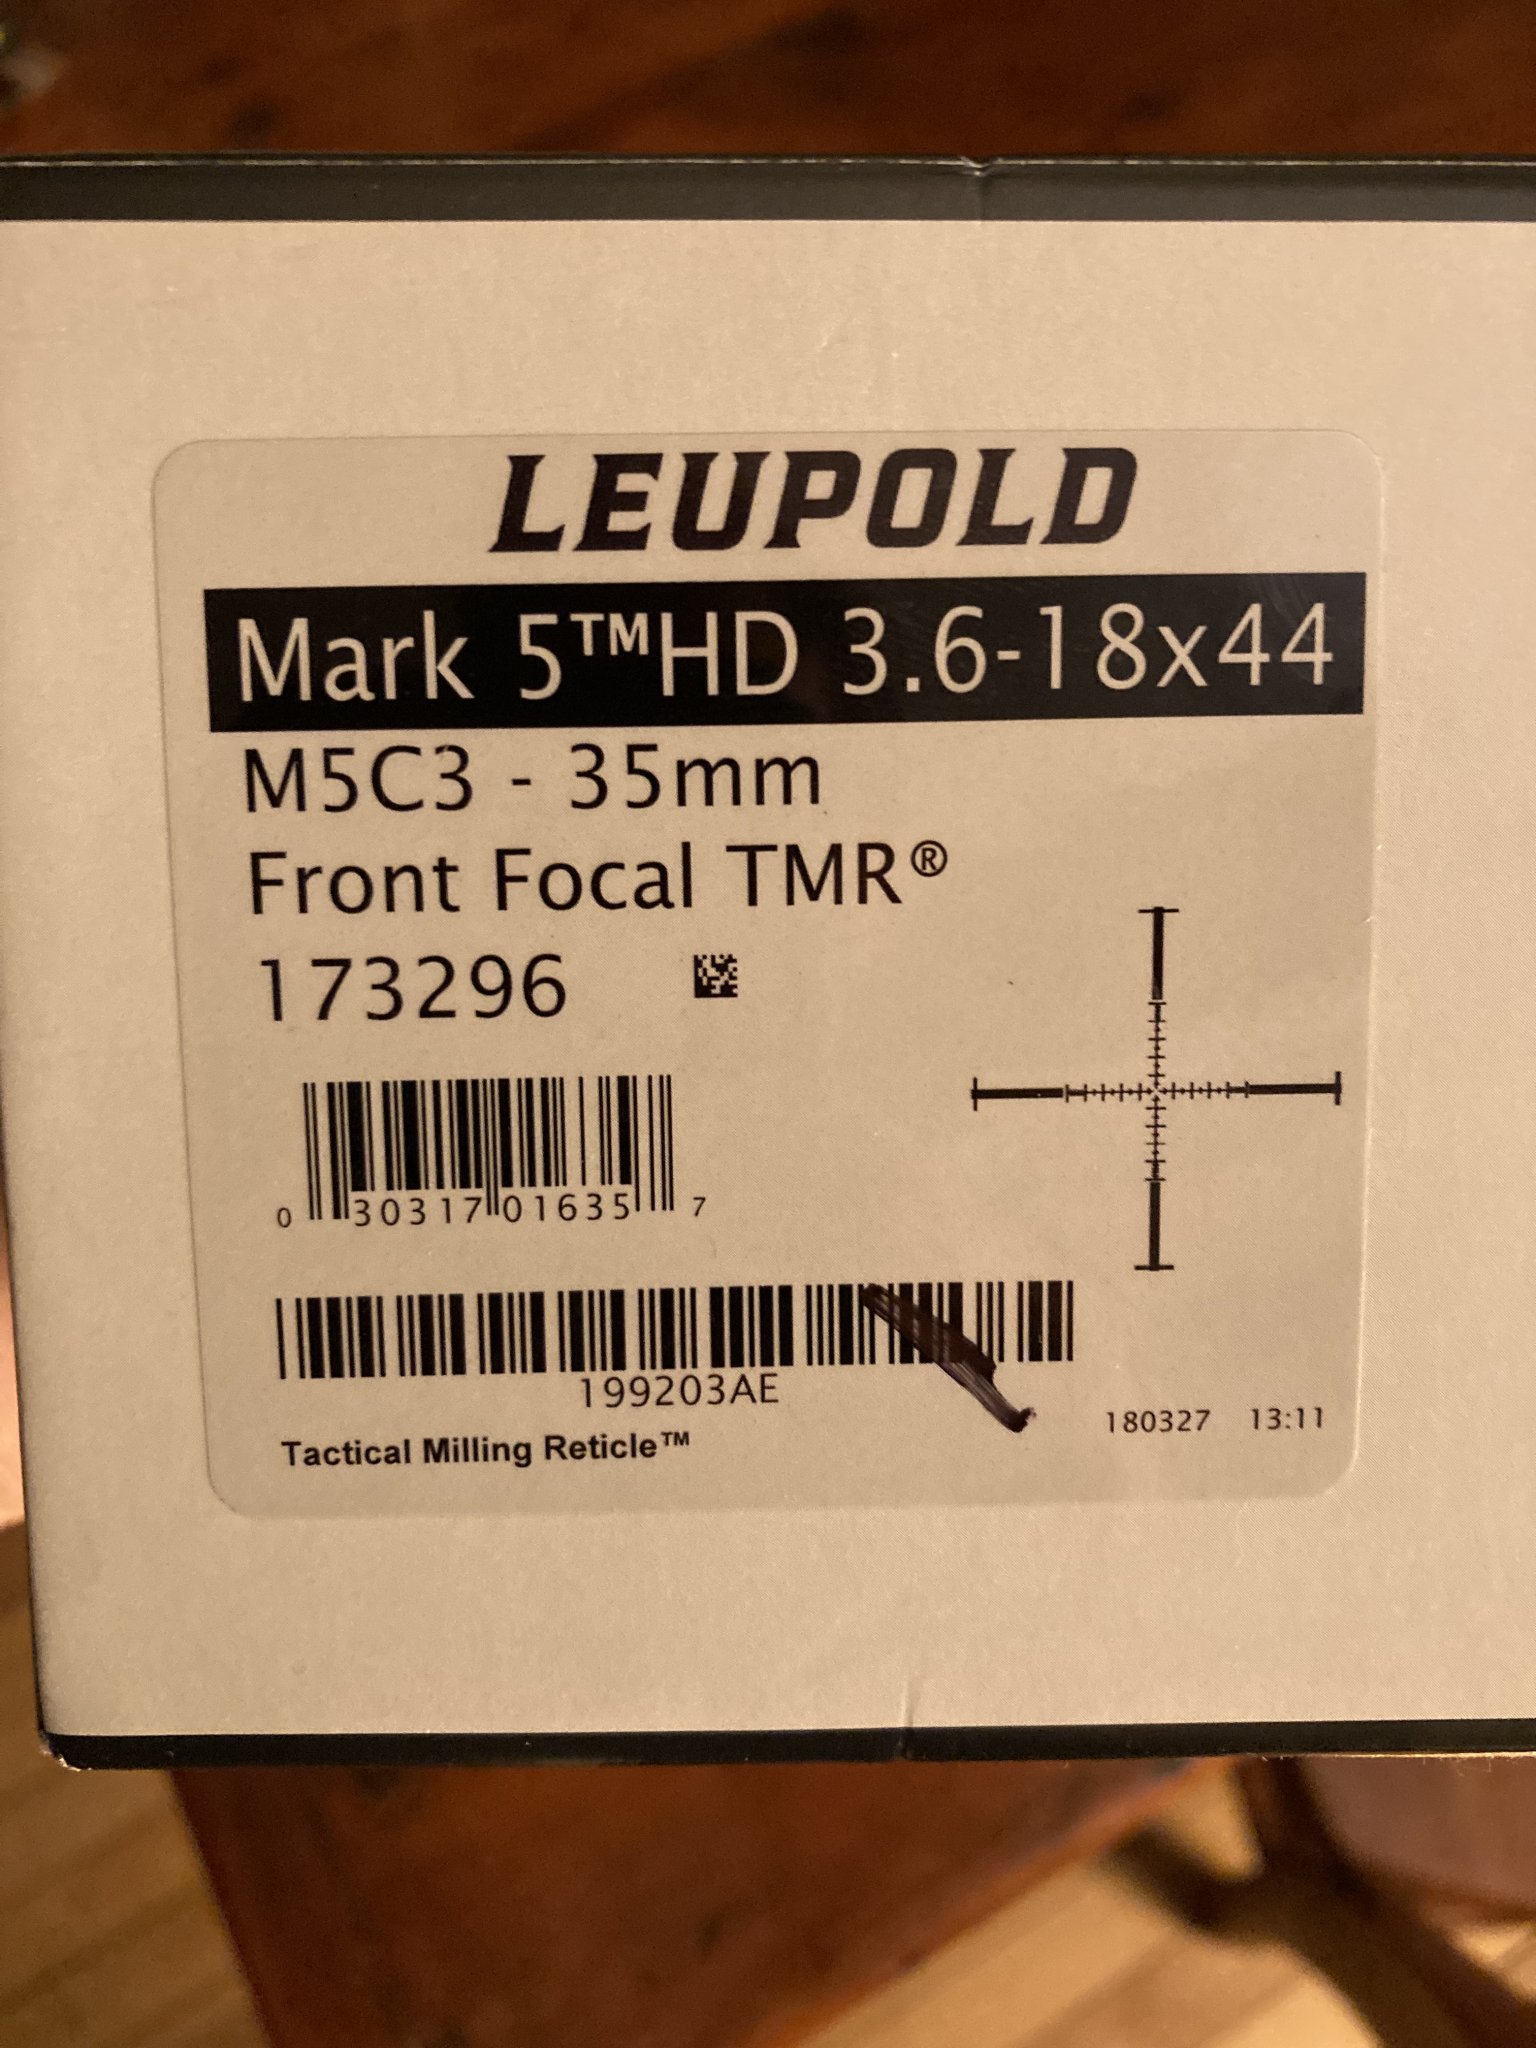 LEUPOLD
Mark 5™HD 3.6-18x44
M5C3 - 35mm
Front Focal TMR®
173296
0 30317 01635 7
199203AE
180327 13:11
Tactical Milling Reticle™